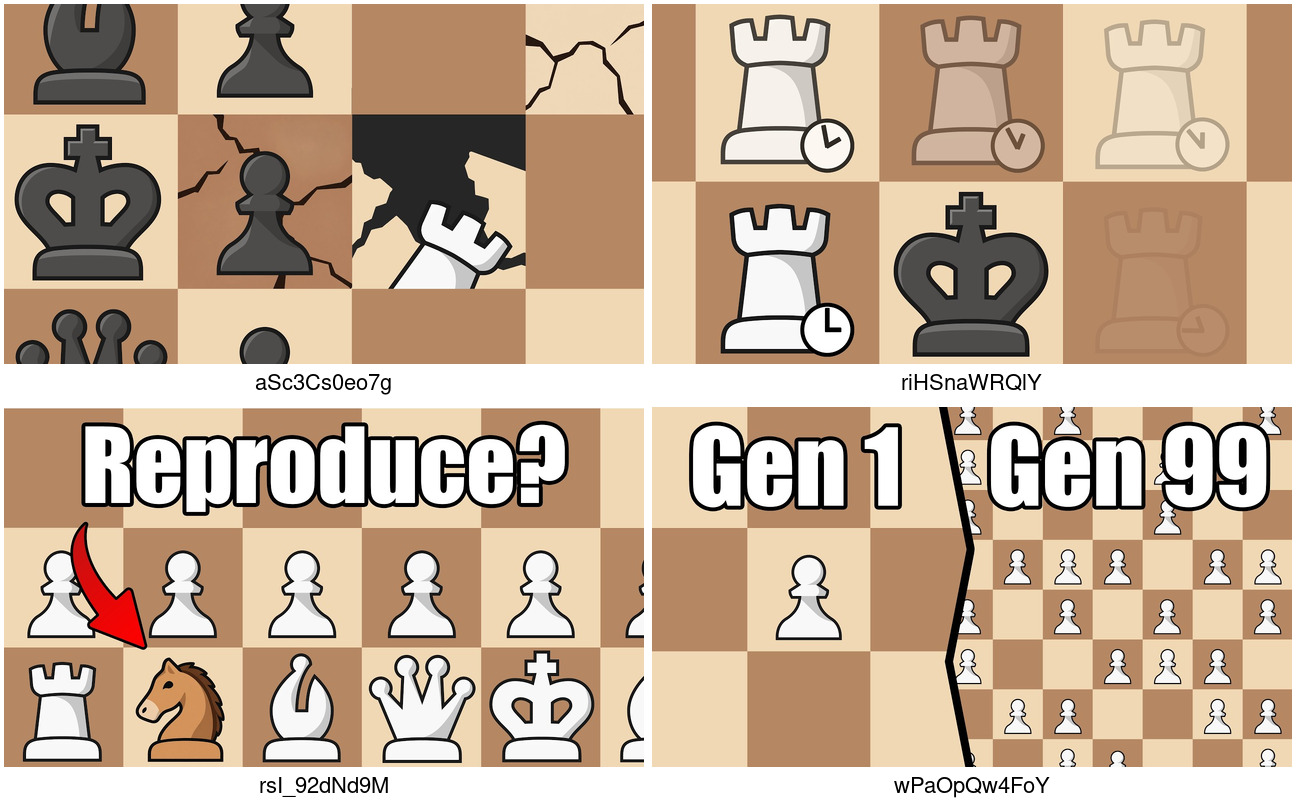 aSc3Cs0eo7g
riHSnaWRQlY
Reproduce?
Gen 1
Gen 99
rsI_92dNd9M
wPaOpQw4FoY